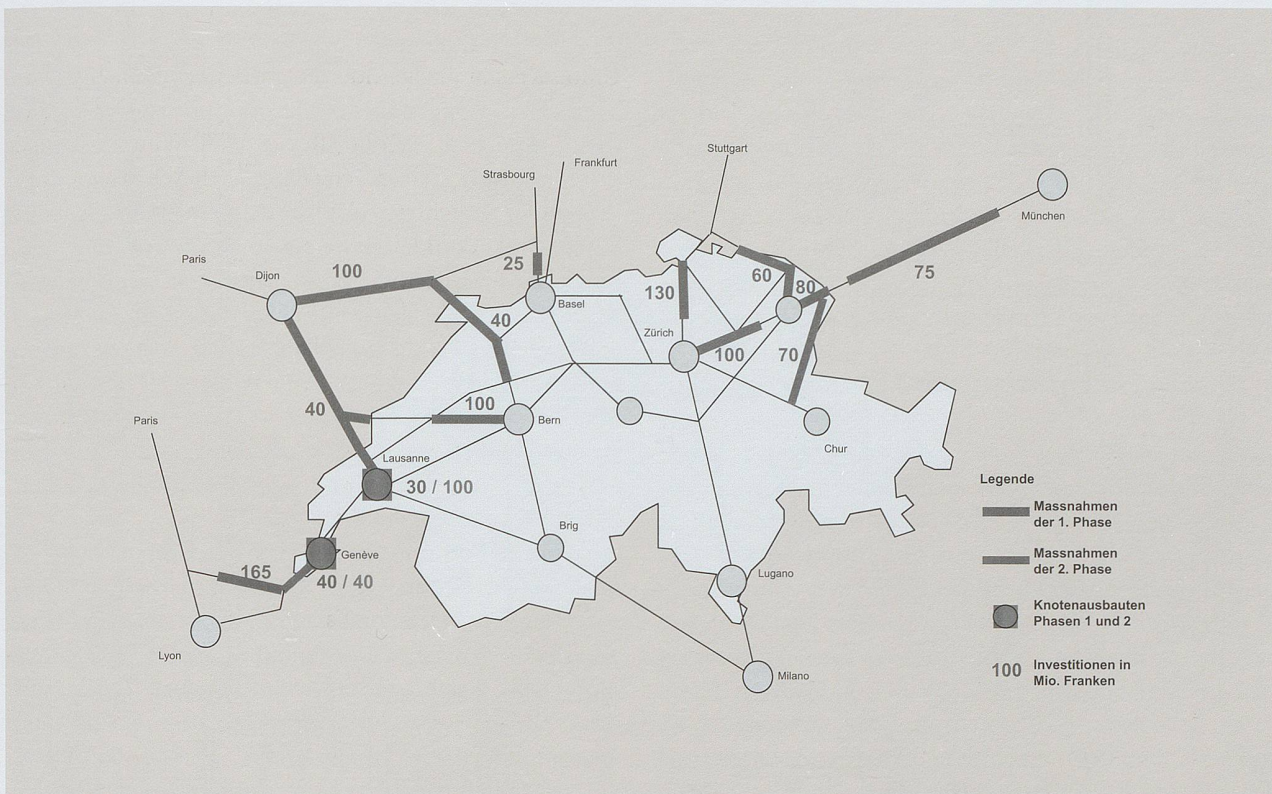 Stuttgart
Frankfurt
Strasbourg
München
Paris
Dijon
100
25
60
75
130
80
Basel
40
Zürich
100
70
40
100
Bern
Paris
Chur
Lausanne
30 / 100
Brig
Genève
165
40 / 40
Lugano
Lyon
Milano
Legende
Massnahmen
der 1. Phase
Massnahmen
der 2. Phase
Knotenausbauten
Phasen 1 und 2
100
Investitionen in
Mio. Franken